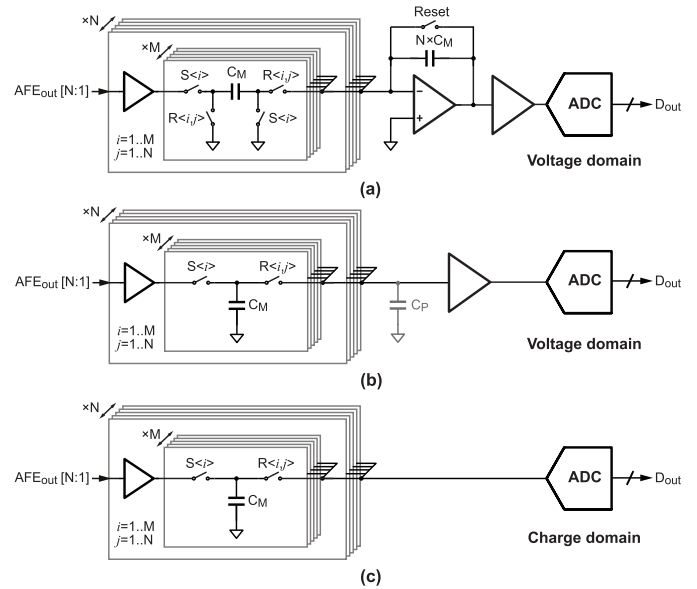 ×N
×M
Reset
N×C_M
S<i>
C_M
R<i,j>
AFE_out [N:1]
R<i,j>
S<i>
−
+
ADC
D_out
i=1..M
j=1..N
Voltage domain
(a)
×N
×M
S<i>
R<i,j>
AFE_out [N:1]
C_M
C_P
ADC
D_out
i=1..M
j=1..N
Voltage domain
(b)
×N
×M
S<i>
R<i,j>
AFE_out [N:1]
C_M
ADC
D_out
i=1..M
j=1..N
Charge domain
(c)